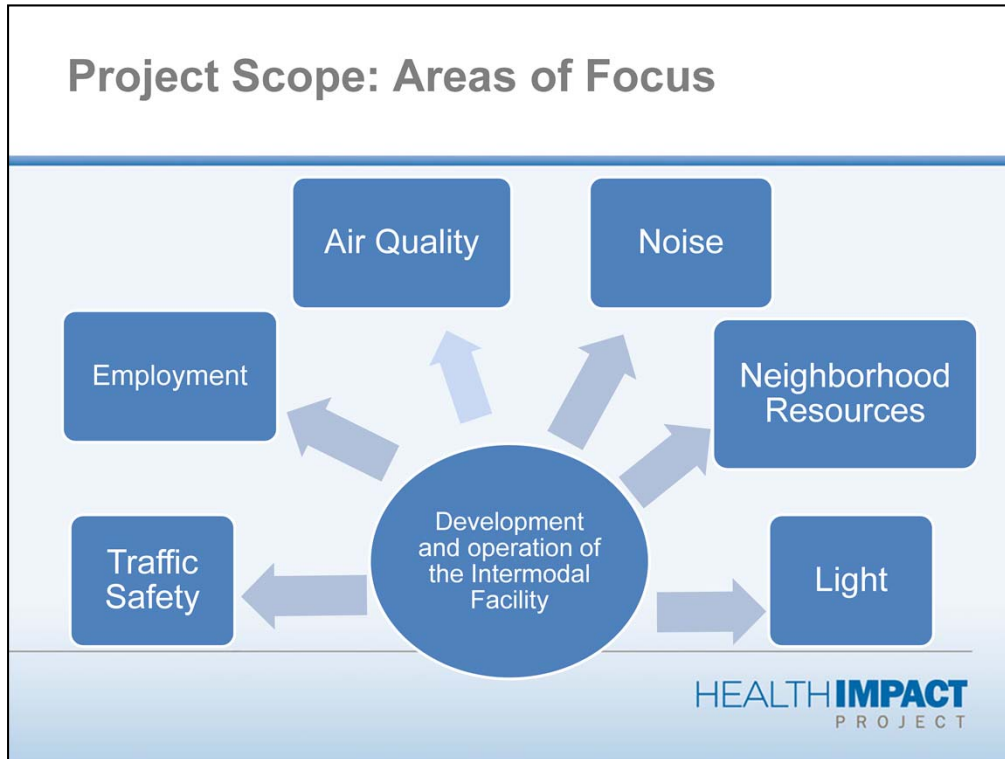 Project Scope: Areas of Focus
Air Quality
Noise
Employment
Neighborhood
Resources
Development
and operation of
the Intermodal
Facility
Traffic
Safety
Light
HEALTH IMPACT
PROJECT